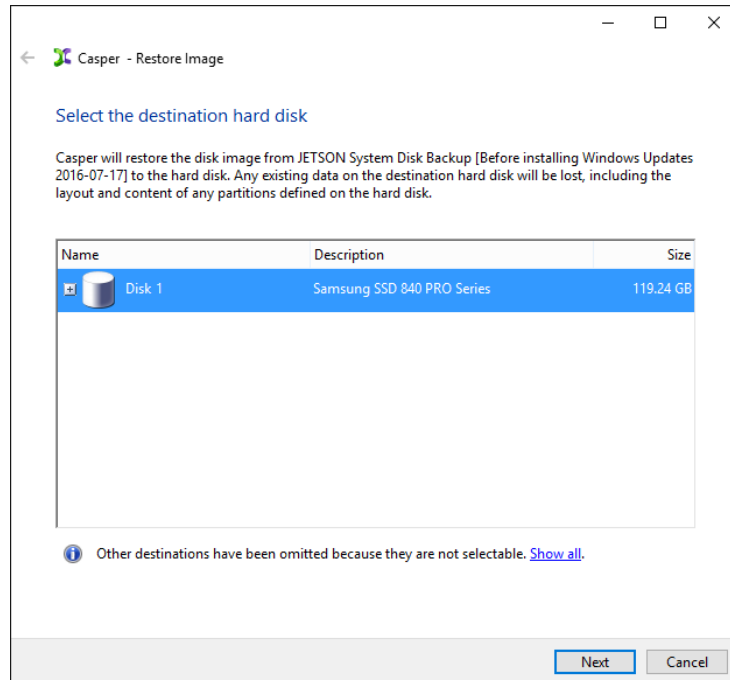 Casper - Restore Image
Select the destination hard disk
Casper will restore the disk image from JETSON System Disk Backup [Before installing Windows Updates
2016-07-17] to the hard disk. Any existing data on the destination hard disk will be lost, including the
layout and content of any partitions defined on the hard disk.
Name Description Size
Disk 1 Samsung SSD 840 PRO Series 119.24 GB
Other destinations have been omitted because they are not selectable. Show all.
Next Cancel